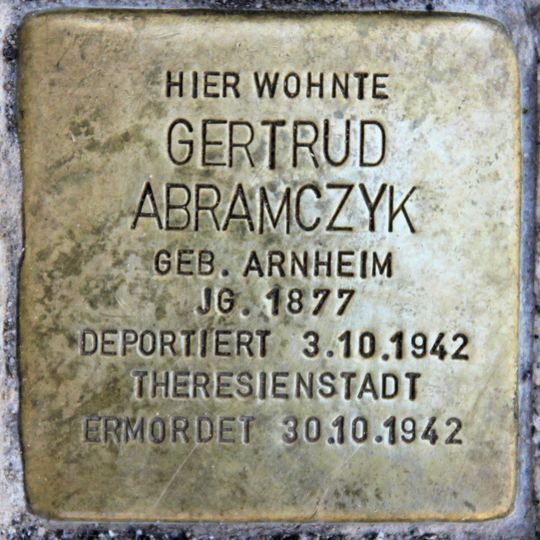 HIER WOHNTE
GERTRUD
ABRAMCZYK
GEB. ARNHEIM
JG. 1877
DEPORTIERT 3.10.1942
THERESIENSTADT
ERMORDET 30.10.1942